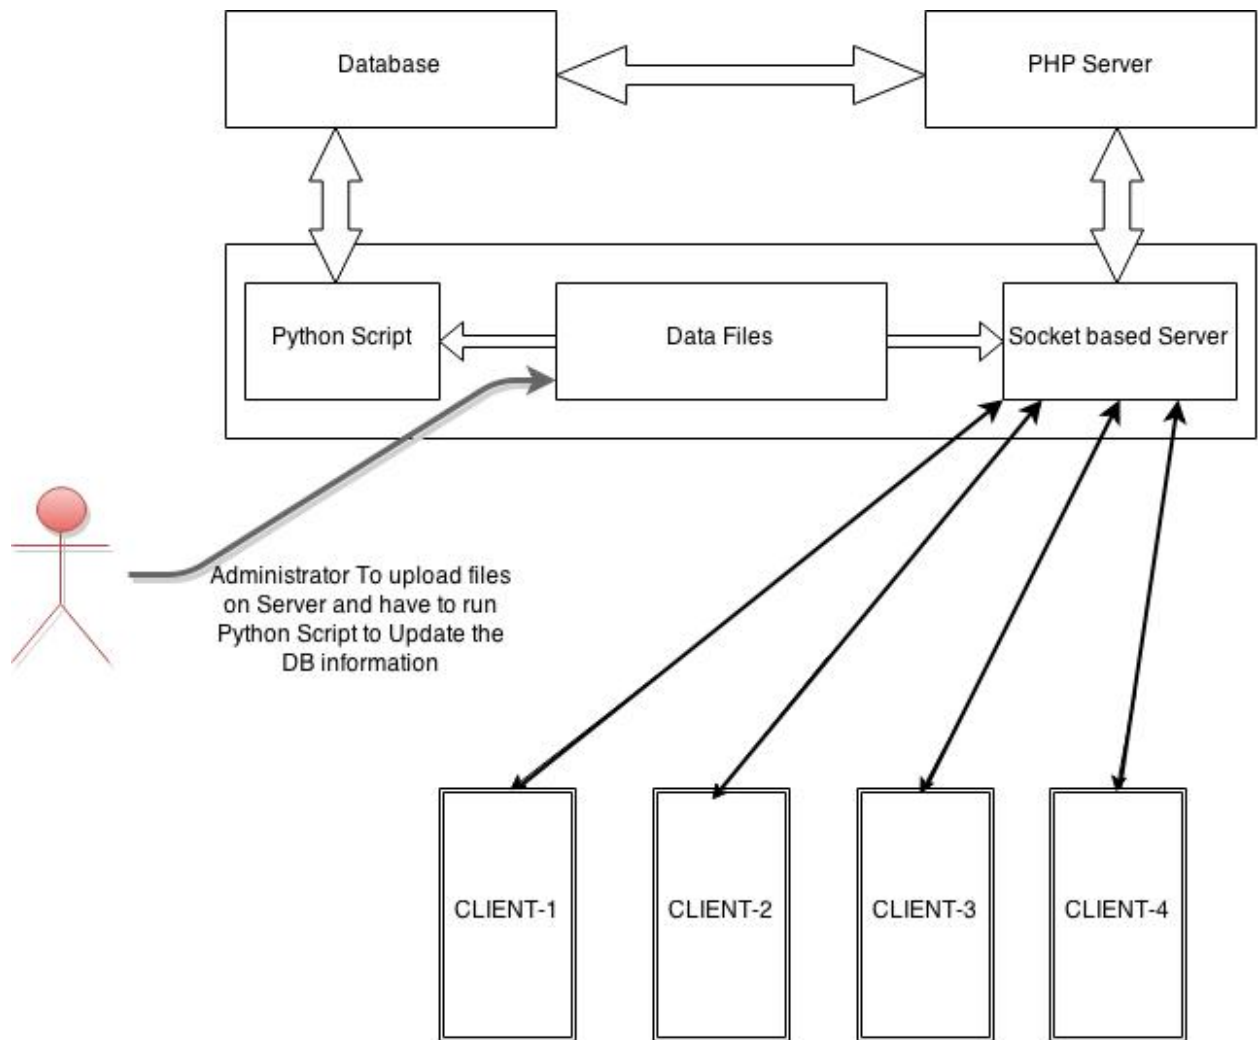 Database
PHP Server
Python Script
Data Files
Socket based Server
Administrator To upload files
on Server and have to run
Python Script to Update the
DB information
CLIENT-1
CLIENT-2
CLIENT-3
CLIENT-4